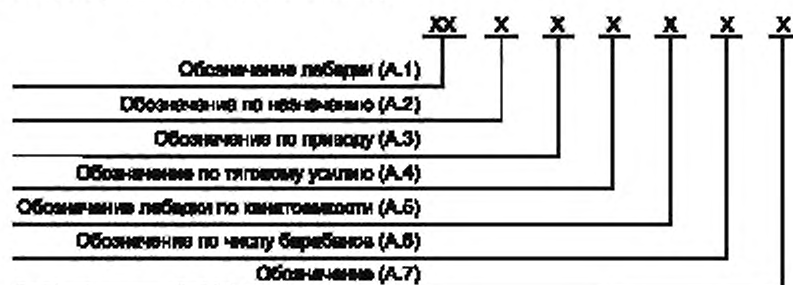 XX X X X X X X
Обозначение лебедки (А.1)
Обозначение по назначению (А.2)
Обозначение по приводу (А.3)
Обозначение по тяговому усилию (А.4)
Обозначение лебедки по канатоемкости (А.5)
Обозначение по числу барабанов (А.6)
Обозначение (А.7)